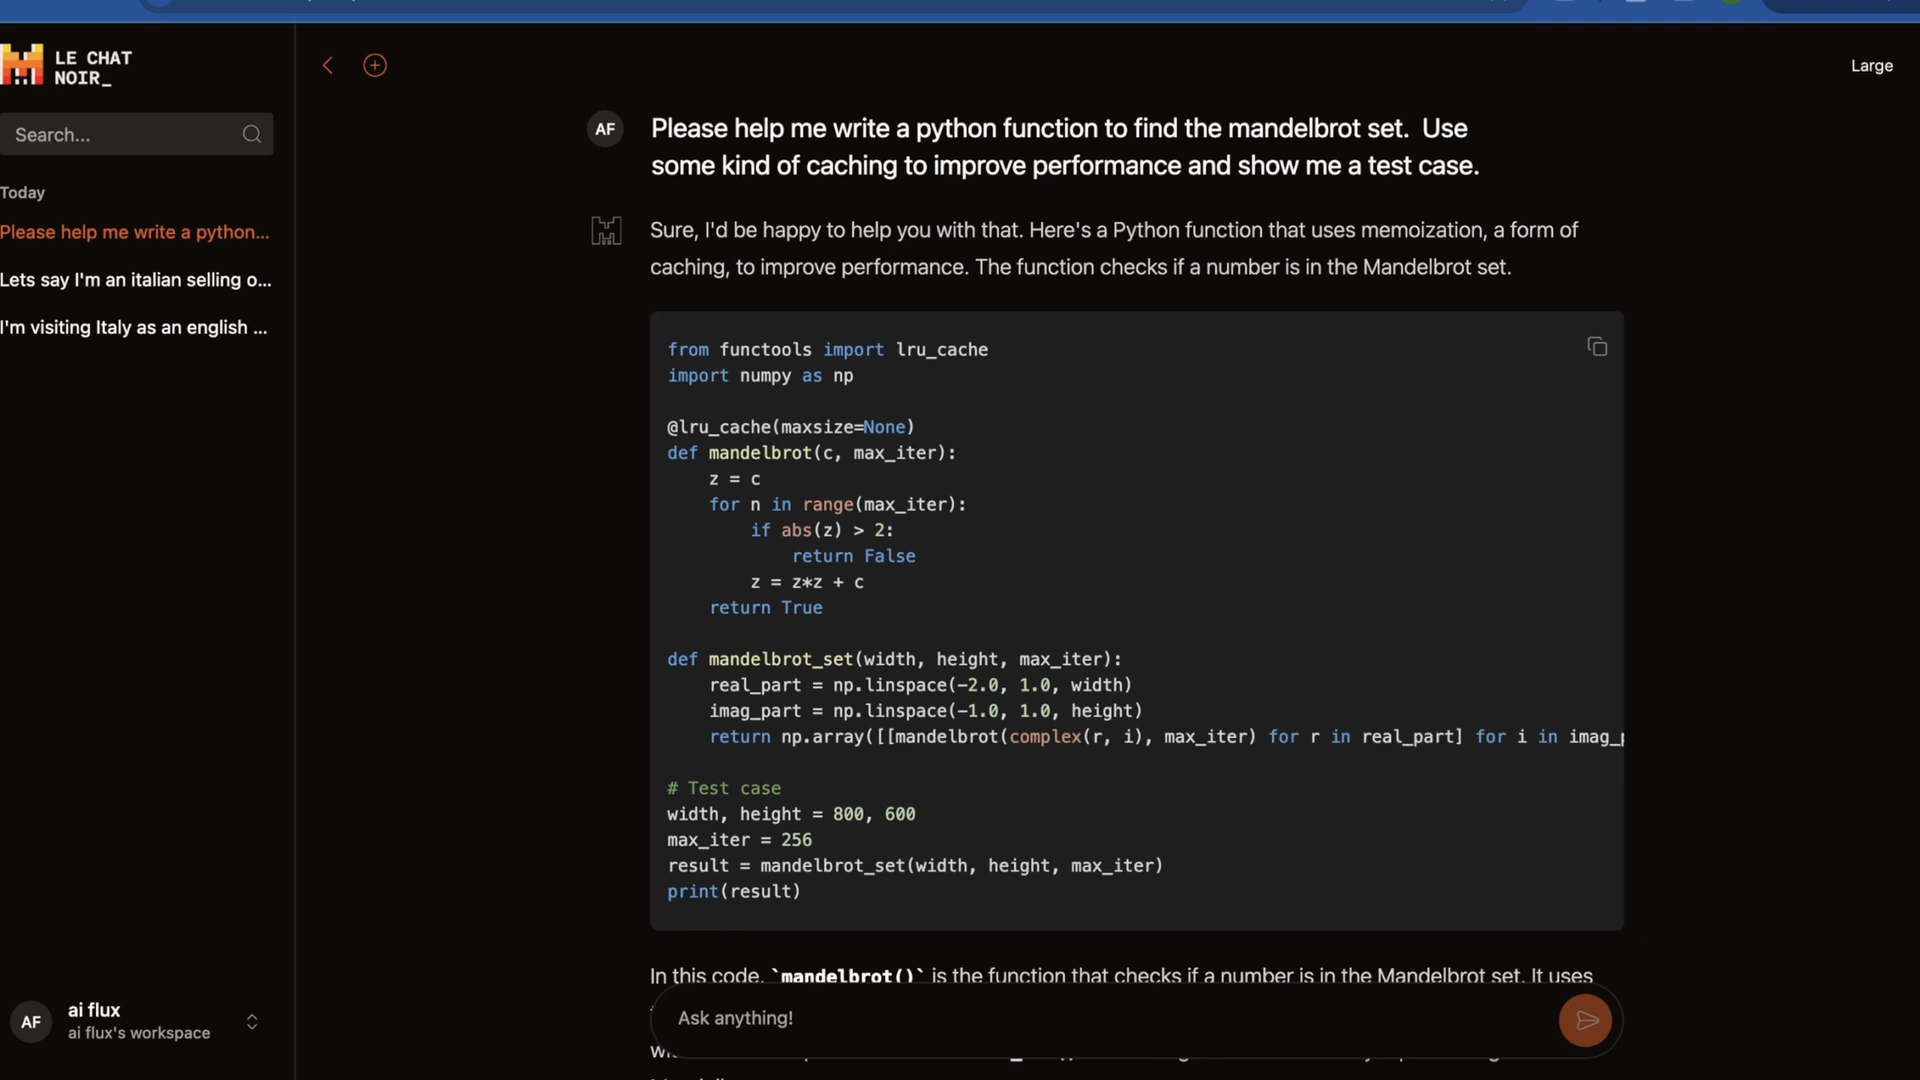 LE CHAT
NOIR_
Search...
Today
Please help me write a python...
Lets say I'm an italian selling o...
I'm visiting Italy as an english ...
AF
ai flux
ai flux's workspace
Large
AF
Please help me write a python function to find the mandelbrot set. Use
some kind of caching to improve performance and show me a test case.
Sure, I'd be happy to help you with that. Here's a Python function that uses memoization, a form of
caching, to improve performance. The function checks if a number is in the Mandelbrot set.
from functools import lru_cache
import numpy as np
@lru_cache(maxsize=None)
def mandelbrot(c, max_iter):
    z = c
    for n in range(max_iter):
        if abs(z) > 2:
            return False
        z = z*z + c
    return True
def mandelbrot_set(width, height, max_iter):
    real_part = np.linspace(-2.0, 1.0, width)
    imag_part = np.linspace(-1.0, 1.0, height)
    return np.array([[mandelbrot(complex(r, i), max_iter) for r in real_part] for i in
# Test case
width, height = 800, 600
max_iter = 256
result = mandelbrot_set(width, height, max_iter)
print(result)
In this code, `mandelbrot()` is the function that checks if a number is in the Mandelbrot set. It uses
Ask anything!